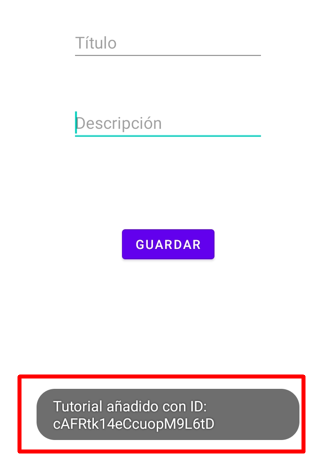 Título
Descripción
GUARDAR
Tutorial añadido con ID:
cAFRtk14eCcuopM9L6tD